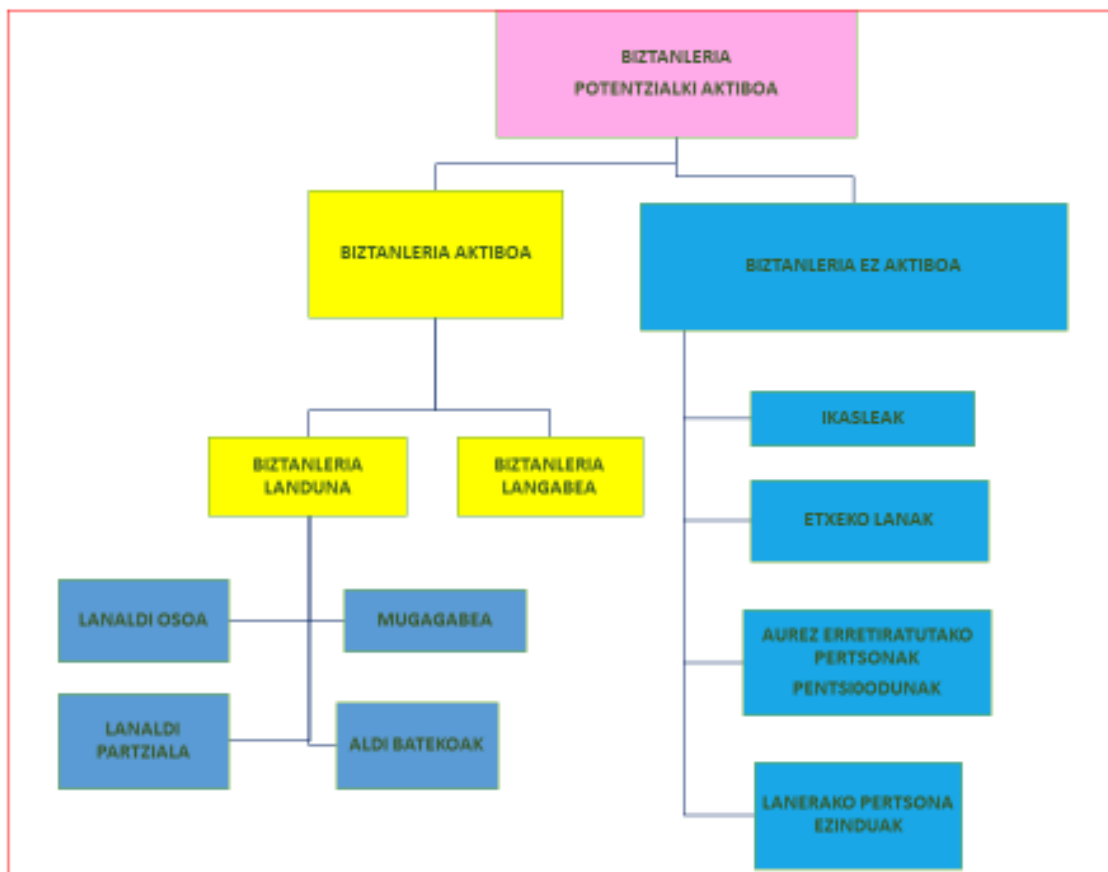 BIZTANLERIA
POTENTZIALKI AKTIBOA
BIZTANLERIA AKTIBOA
BIZTANLERIA EZ AKTIBOA
IKASLEAK
BIZTANLERIA
LANDUNA
BIZTANLERIA
LANGABEA
ETXEKO LANAK
LANALDI OSOA
MUGAGABEA
AUREZ ERRETIRATUTAKO
PERTSONAK
PENTSI0ODUNAK
LANALDI
PARTZIALA
ALDI BATEKOAK
LANERAKO PERTSONA
EZINDUAK